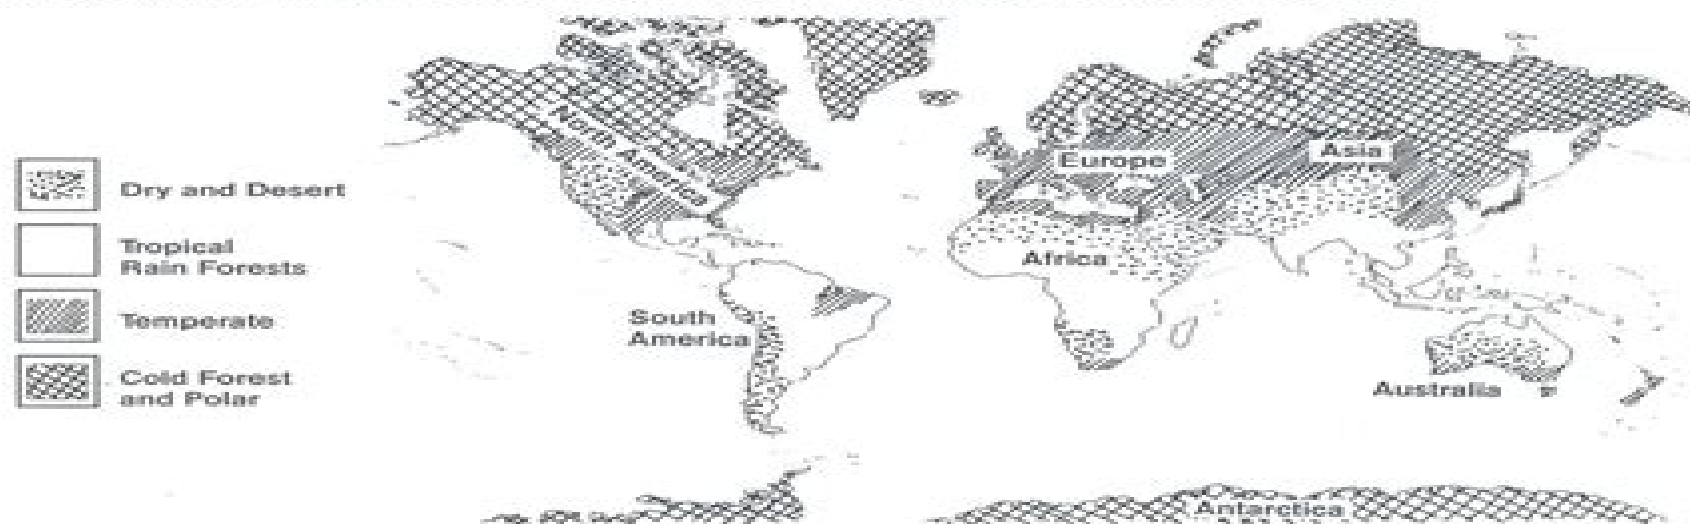 Dry and Desert
Tropical
Rain Forests
Temperate
Cold Forest
and Polar
North America
South
America
Europe
Asia
Africa
Australia
Antarctica